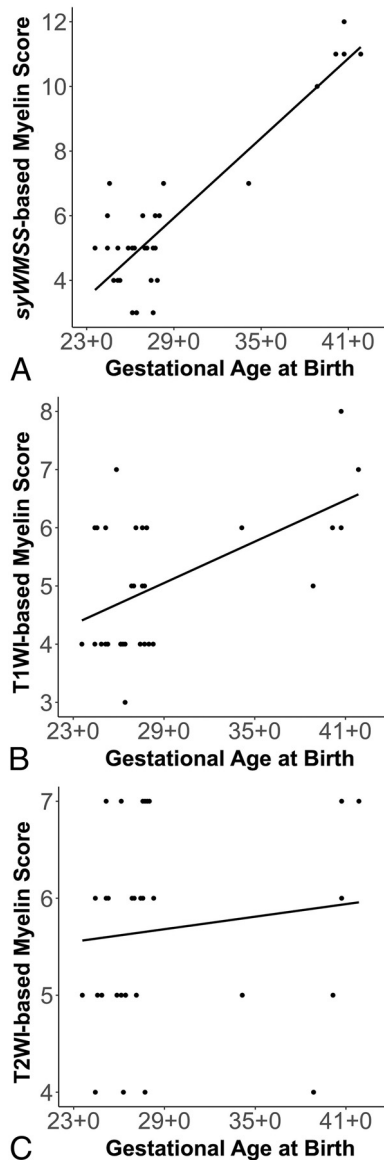 syWMSS-based Myelin Score
12
10
8
6
4
23+0 29+0 35+0 41+0
A Gestational Age at Birth
T1WI-based Myelin Score
8
7
6
5
4
3
23+0 29+0 35+0 41+0
B Gestational Age at Birth
T2WI-based Myelin Score
7
6
5
4
23+0 29+0 35+0 41+0
C Gestational Age at Birth